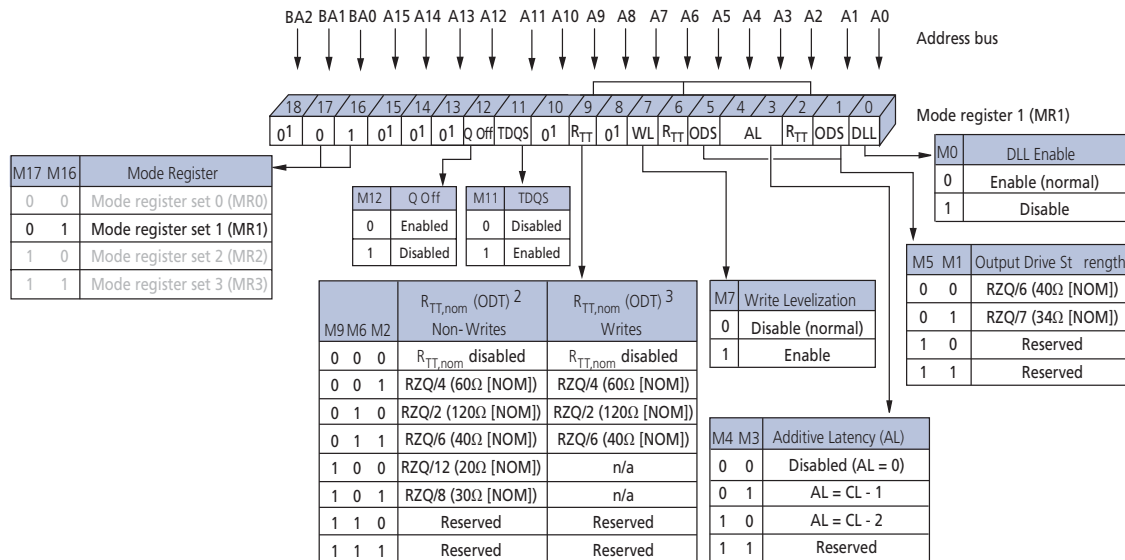 BA2 BA1 BA0 A15 A14 A13 A12 A11 A10 A9 A8 A7 A6 A5 A4 A3 A2 A1 A0
Address bus
18 17 16 15 14 13 12 11 10 9 8 7 6 5 4 3 2 1 0
Mode register 1 (MR1)
0¹ 0 1 0¹ 0¹ 0¹ Q Off TDQS 0¹ RTT 0¹ WL RTT ODS AL RTT ODS DLL
M17 M16 Mode Register
0 0 Mode register set 0 (MR0)
0 1 Mode register set 1 (MR1)
1 0 Mode register set 2 (MR2)
1 1 Mode register set 3 (MR3)
M12 Q Off
0 Enabled
1 Disabled
M11 TDQS
0 Disabled
1 Enabled
M0 DLL Enable
0 Enable (normal)
1 Disable
M5 M1 Output Drive St rength
0 0 RZQ/6 (40Ω [NOM])
0 1 RZQ/7 (34Ω [NOM])
1 0 Reserved
1 1 Reserved
M9 M6 M2 RTT,nom (ODT) 2 Non-Writes RTT,nom (ODT) 3 Writes
0 0 0 RTT,nom disabled RTT,nom disabled
0 0 1 RZQ/4 (60Ω [NOM]) RZQ/4 (60Ω [NOM])
0 1 0 RZQ/2 (120Ω [NOM]) RZQ/2 (120Ω [NOM])
0 1 1 RZQ/6 (40Ω [NOM]) RZQ/6 (40Ω [NOM])
1 0 0 RZQ/12 (20Ω [NOM]) n/a
1 0 1 RZQ/8 (30Ω [NOM]) n/a
1 1 0 Reserved Reserved
1 1 1 Reserved Reserved
M7 Write Levelization
0 Disable (normal)
1 Enable
M4 M3 Additive Latency (AL)
0 0 Disabled (AL = 0)
0 1 AL = CL - 1
1 0 AL = CL - 2
1 1 Reserved